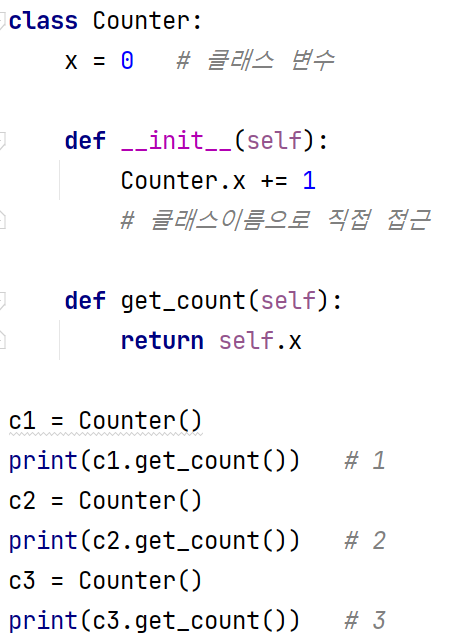 class Counter:
    x = 0   # 클래스 변수

    def __init__(self):
        Counter.x += 1
        # 클래스이름으로 직접 접근

    def get_count(self):
        return self.x

c1 = Counter()
print(c1.get_count())   # 1
c2 = Counter()
print(c2.get_count())   # 2
c3 = Counter()
print(c3.get_count())   # 3